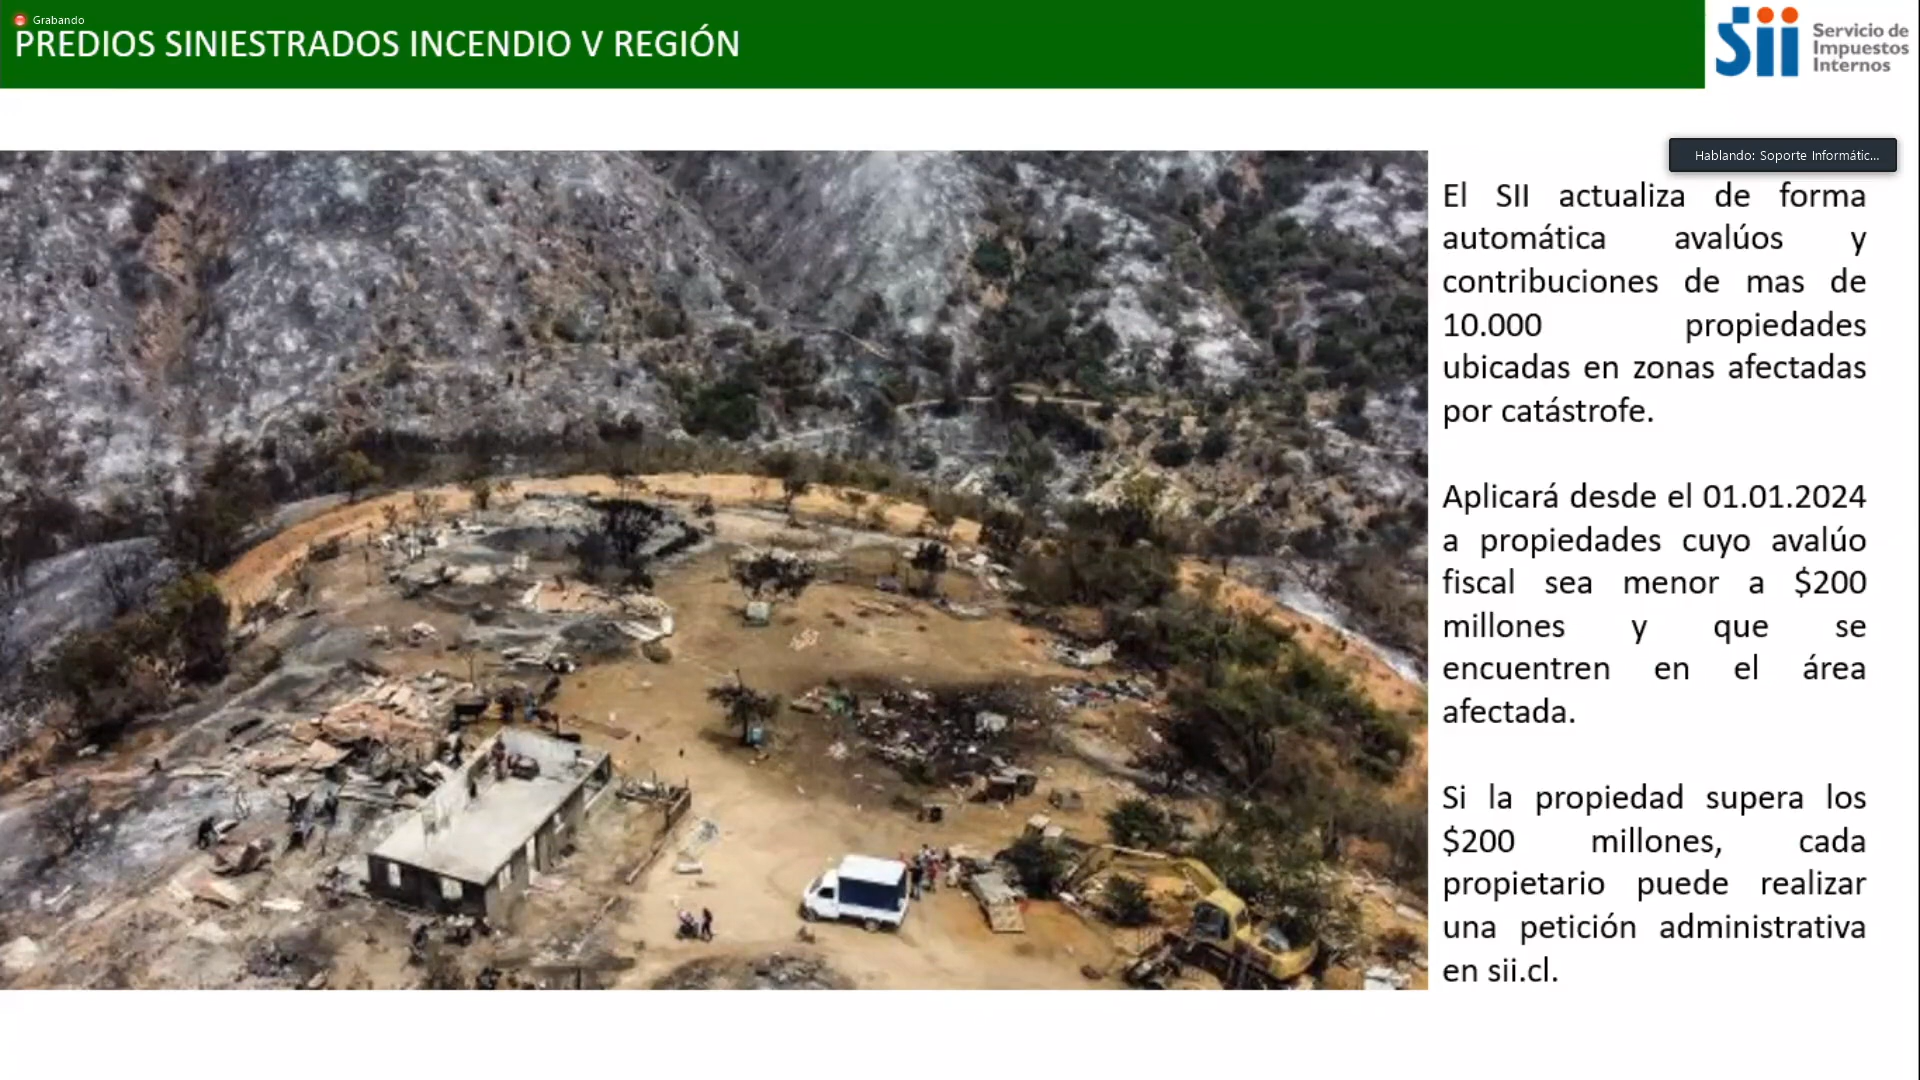 Grabando
PREDIOS SINIESTRADOS INCENDIO V REGIÓN
Sii
Servicio de
Impuestos
Internos
Hablando: Soporte Informátic...
El SII actualiza de forma
automática avalúos y
contribuciones de mas de
10.000 propiedades
ubicadas en zonas afectadas
por catástrofe.
Aplicará desde el 01.01.2024
a propiedades cuyo avalúo
fiscal sea menor a $200
millones y que se
encuentren en el área
afectada.
Si la propiedad supera los
$200 millones, cada
propietario puede realizar
una petición administrativa
en sii.cl.